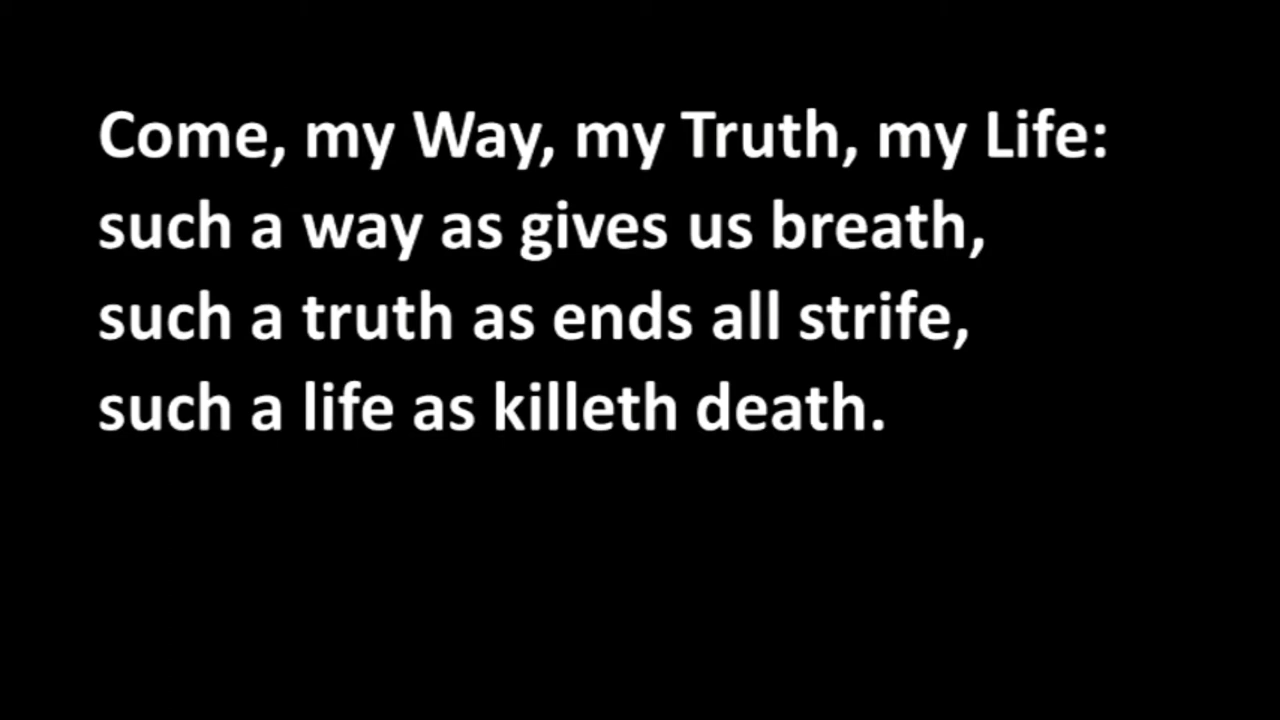 Come, my Way, my Truth, my Life:
such a way as gives us breath,
such a truth as ends all strife,
such a life as killeth death.